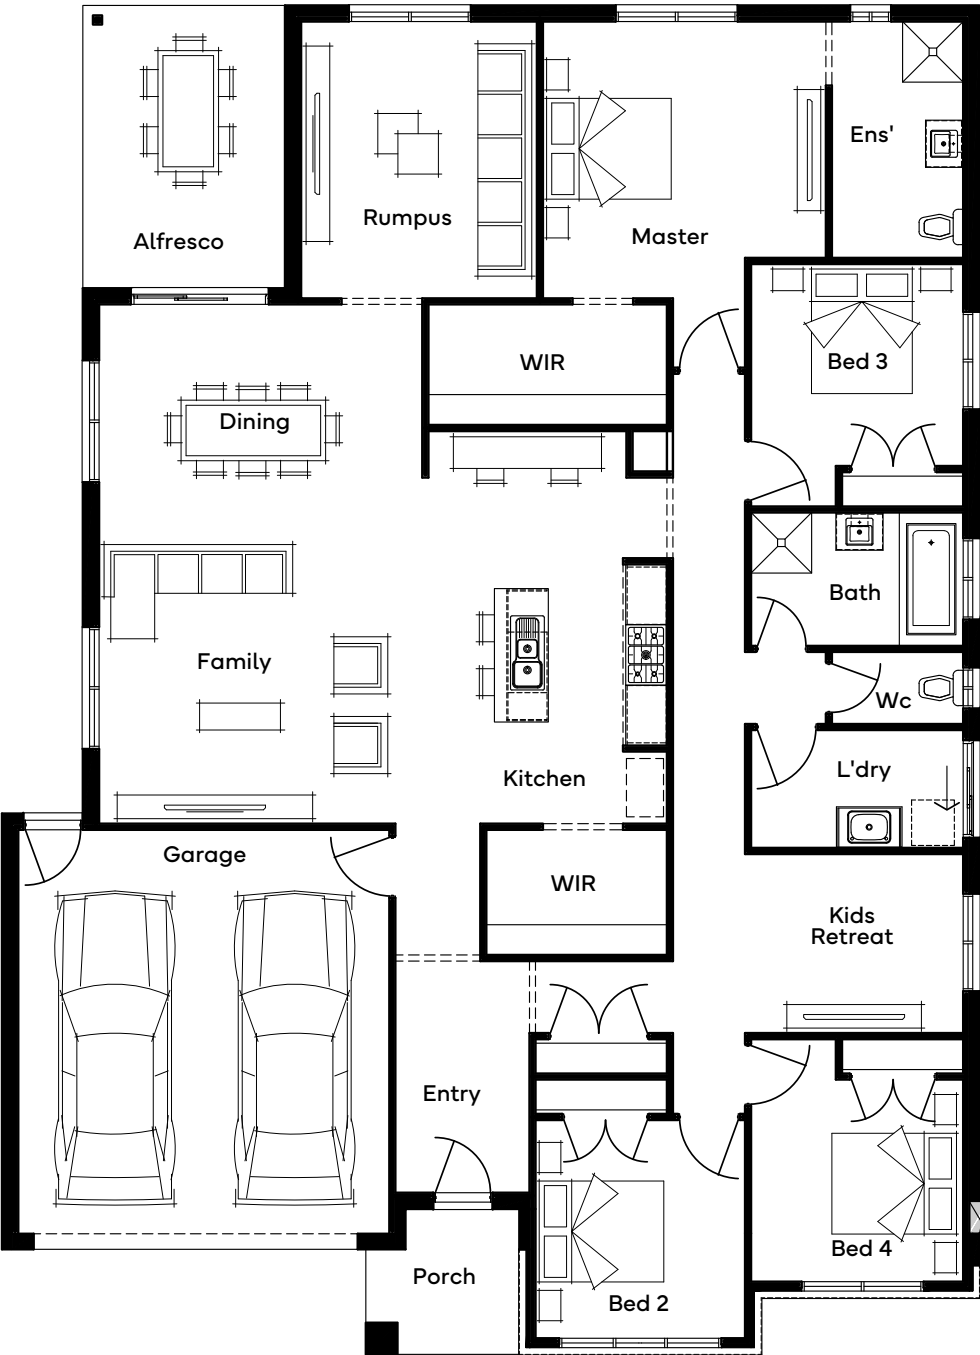 Ens'
Rumpus
Master
Alfresco
WIR
Bed 3
Dining
Bath
Family
Wc
L'dry
Kitchen
Garage
WIR
Kids
Retreat
Entry
Bed 4
Porch
Bed 2